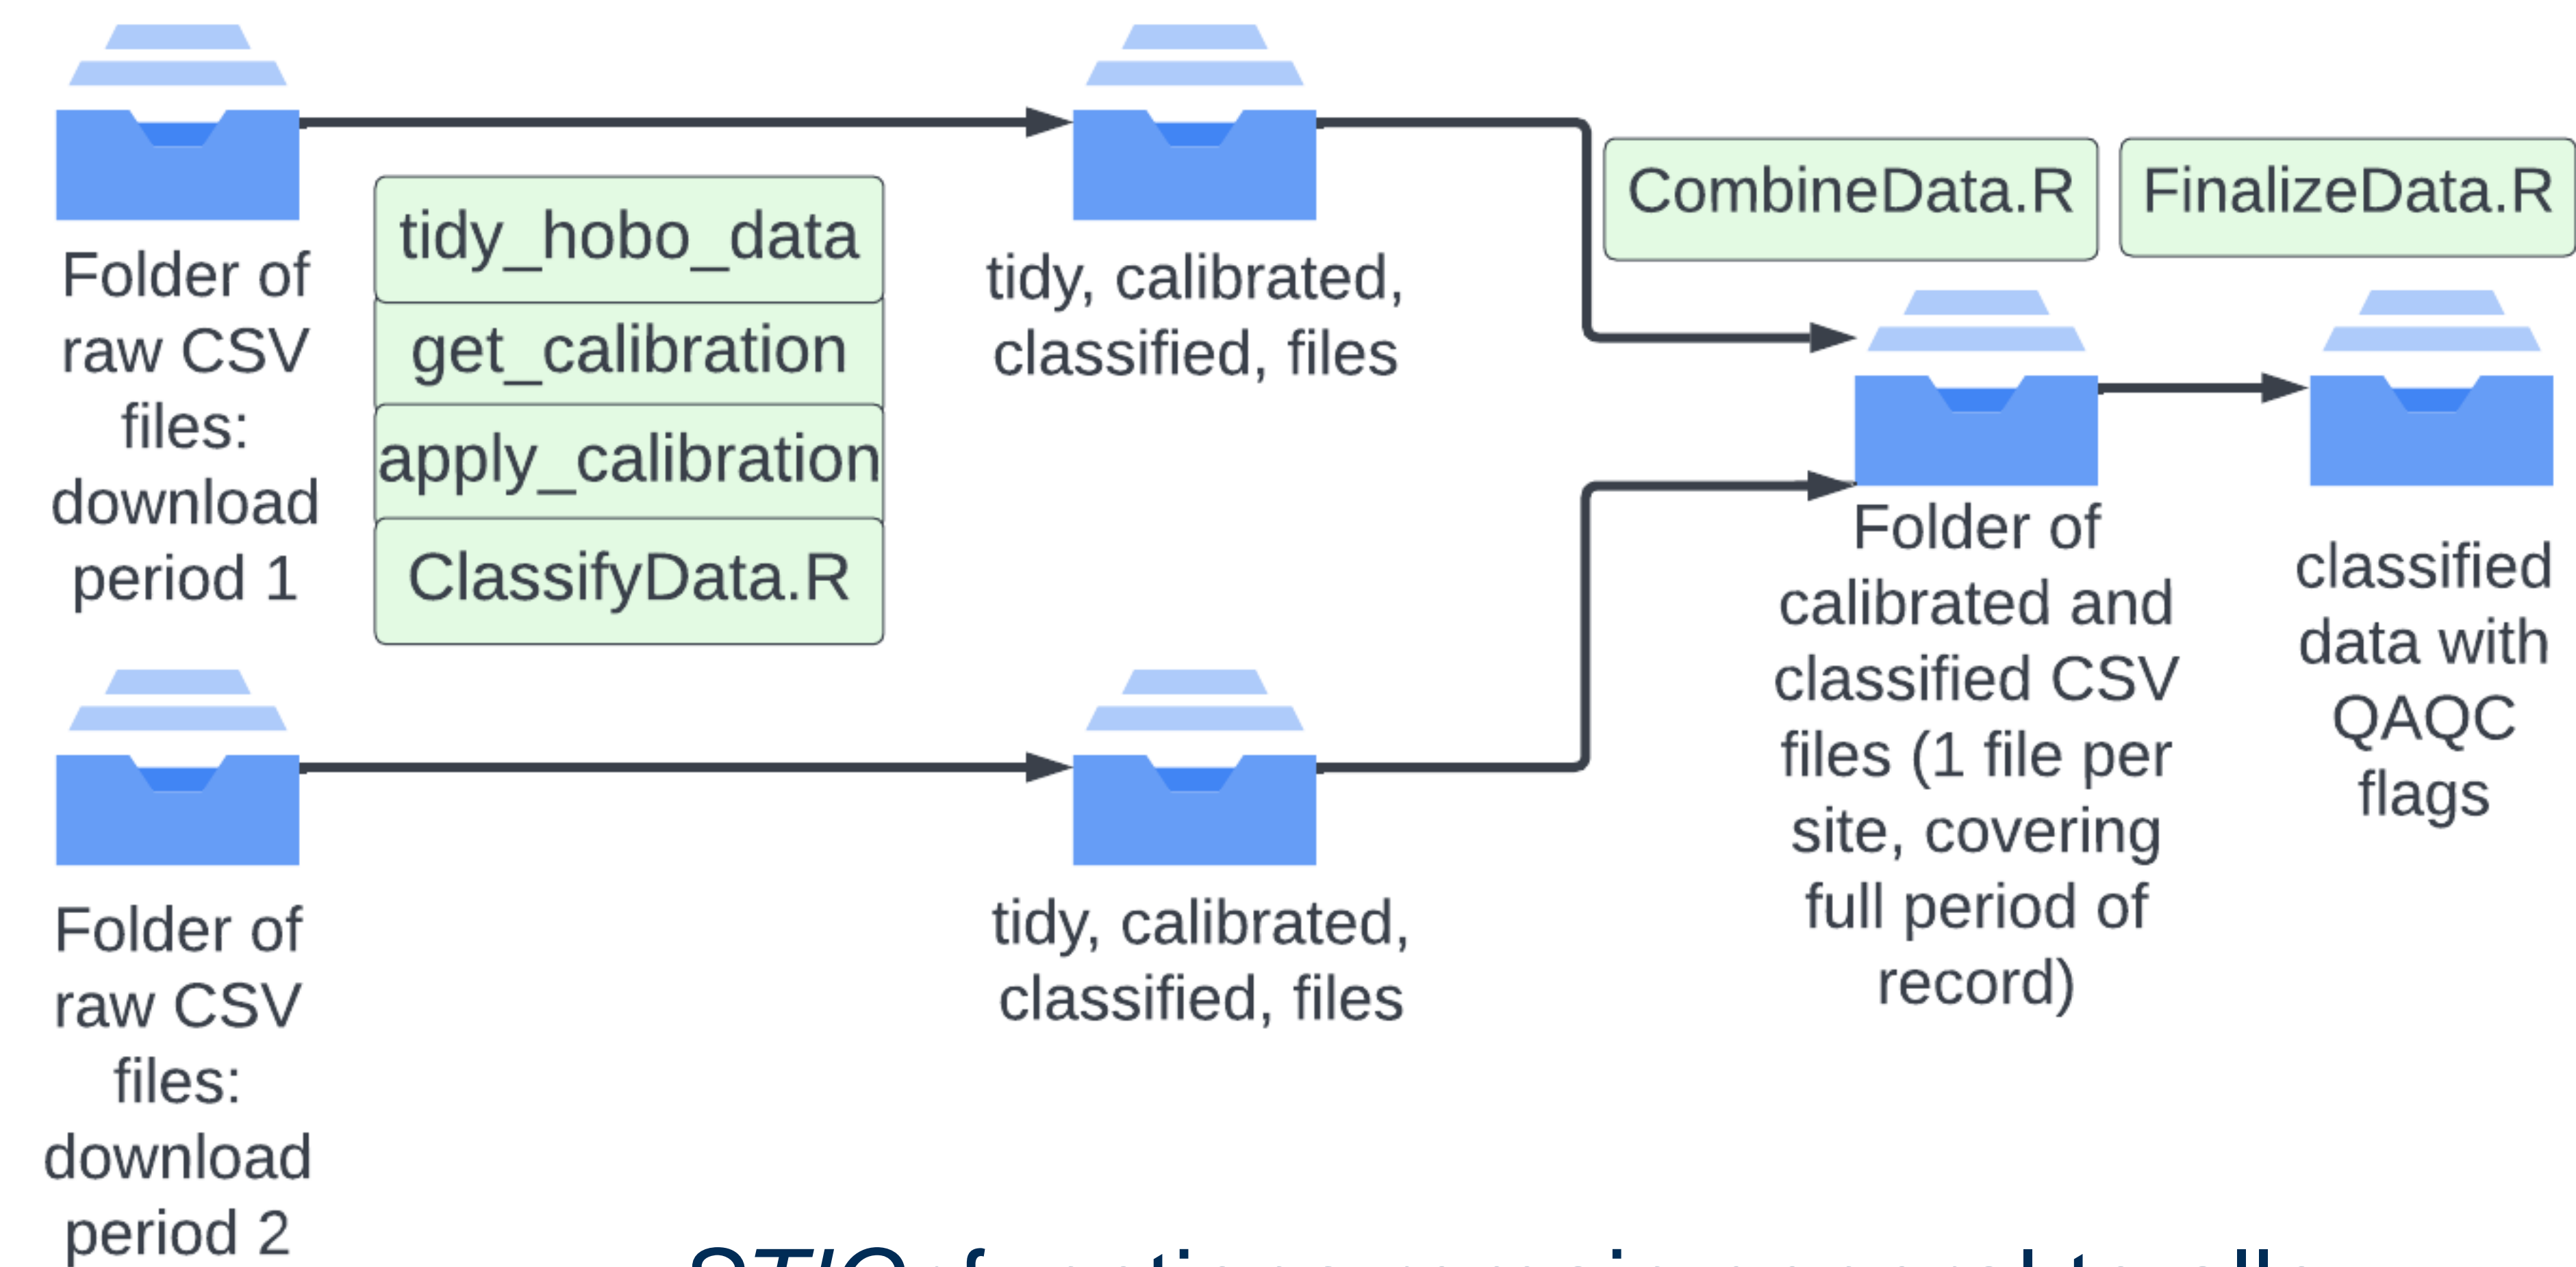 Folder of
raw CSV
files:
download
period 1
tidy_hobo_data
get_calibration
apply_calibration
ClassifyData.R
tidy, calibrated,
classified, files
CombineData.R
FinalizeData.R
Folder of
calibrated and
classified CSV
files (1 file per
site, covering
full period of
record)
classified
data with
QAQC
flags
Folder of
raw CSV
files:
download
period 2
tidy, calibrated,
classified, files